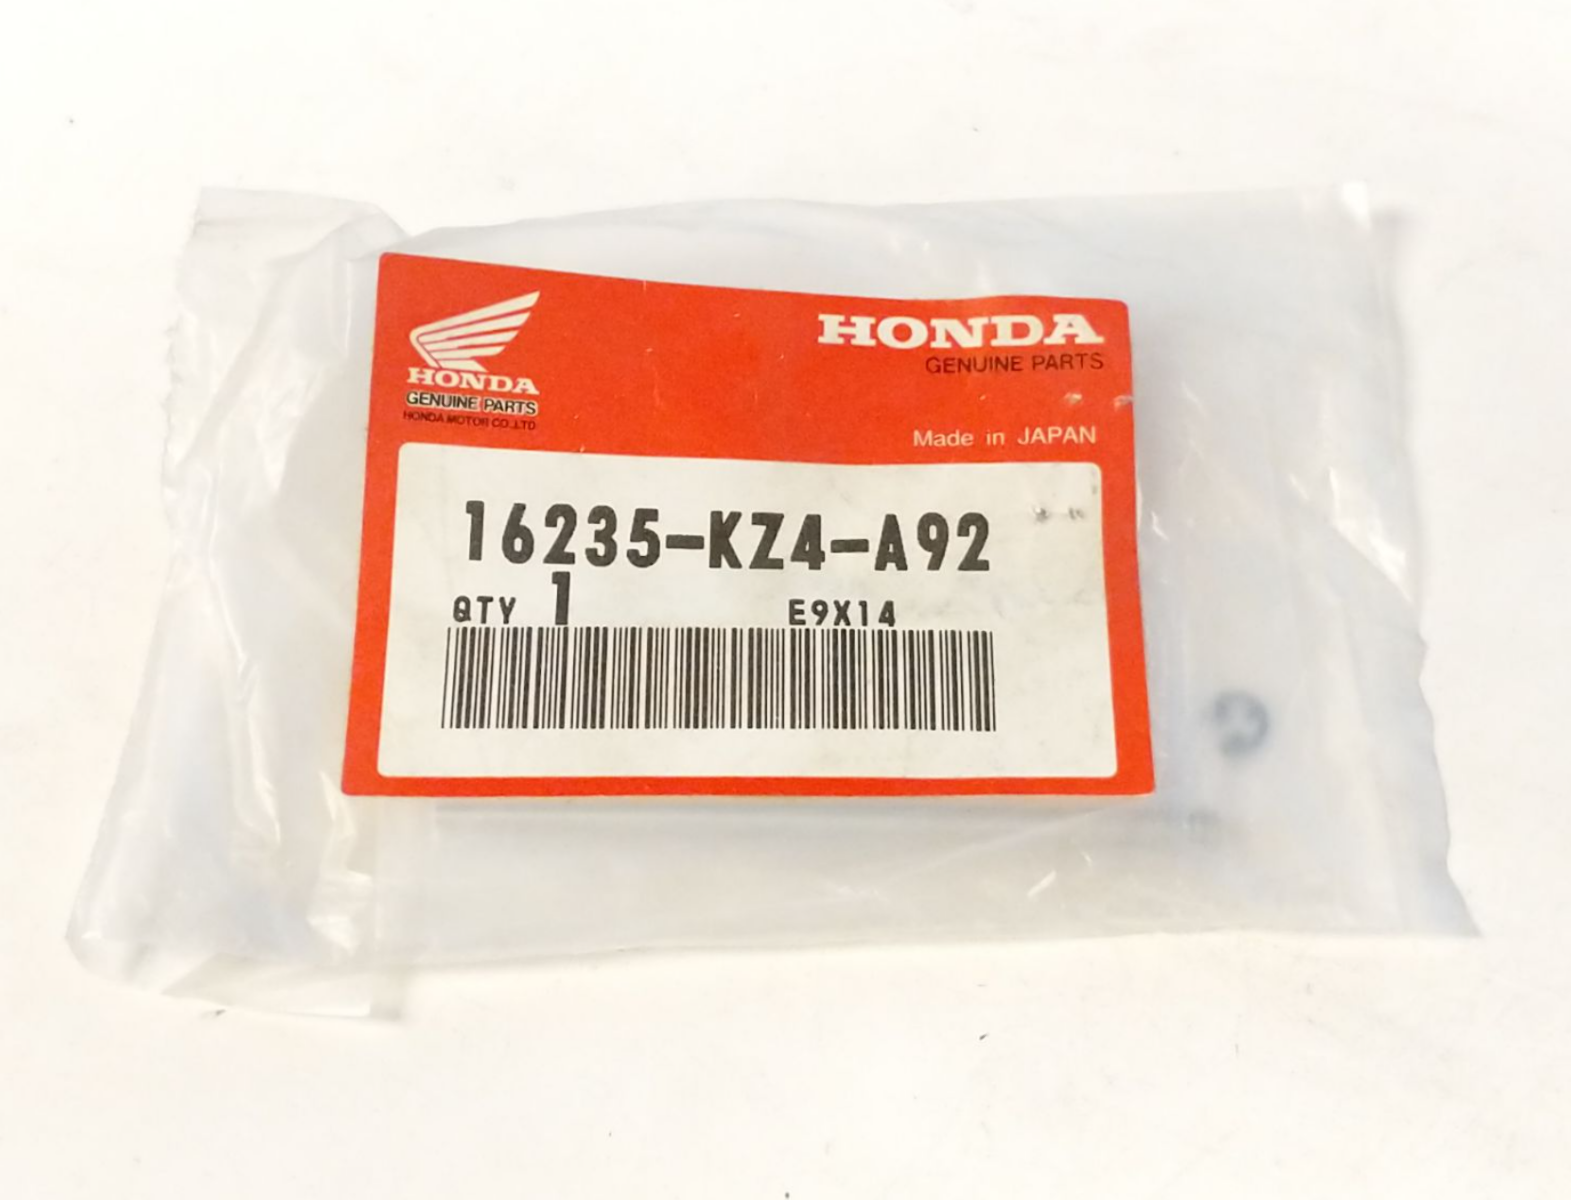 HONDA
GENUINE PARTS
HONDA MOTOR CO.,LTD
HONDA
GENUINE PARTS
Made in JAPAN
16235-KZ4-A92
QTY 1 E9X14